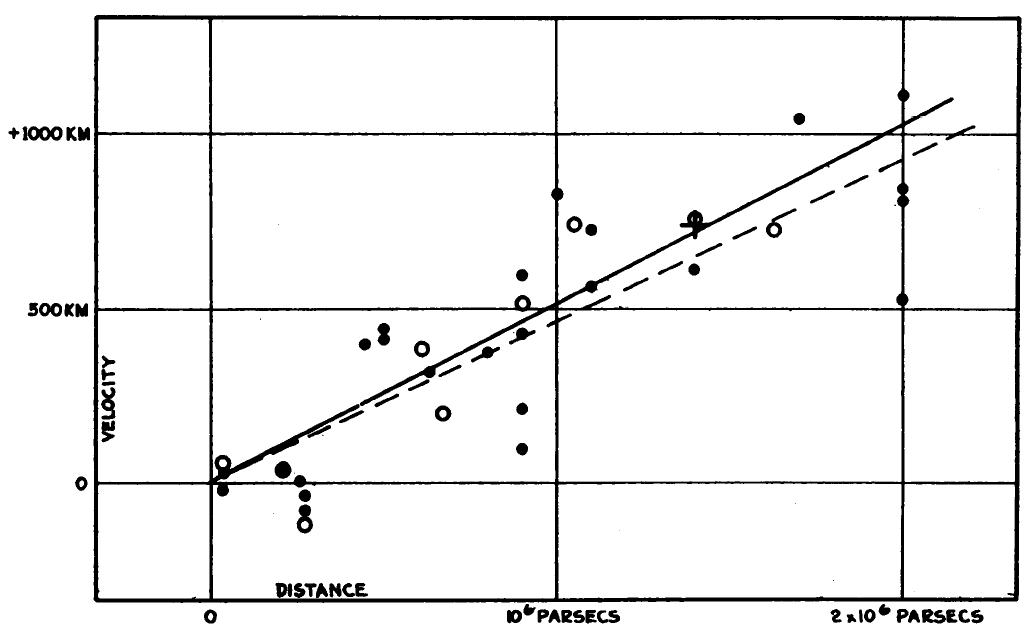 +1000 KM
500 KM
VELOCITY
0
DISTANCE
0
10⁶ PARSECS
2 x 10⁶ PARSECS